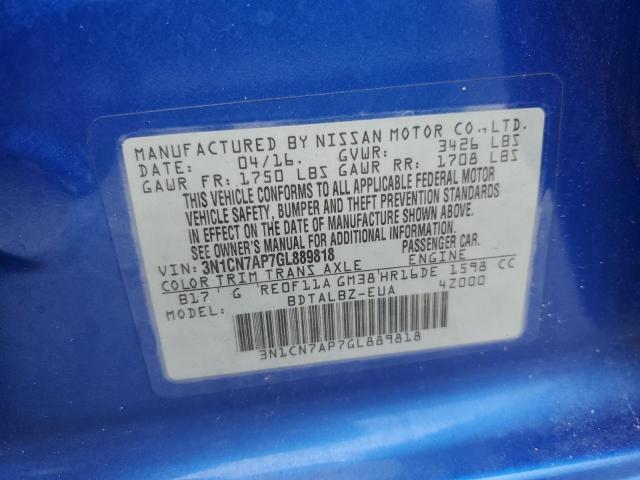 MANUFACTURED BY NISSAN MOTOR CO.,LTD.
DATE: 04/16. GVWR: 3426 LBS
GAWR FR: 1750 LBS GAWR RR: 1708 LBS
THIS VEHICLE CONFORMS TO ALL APPLICABLE FEDERAL MOTOR
VEHICLE SAFETY, BUMPER AND THEFT PREVENTION STANDARDS
IN EFFECT ON THE DATE OF MANUFACTURE SHOWN ABOVE.
SEE OWNER'S MANUAL FOR ADDITIONAL INFORMATION.
VIN: 3N1CN7AP7GL889818 PASSENGER CAR.
COLOR TRIM TRANS AXLE ENGINE
B17 G RE0F11A GM38 HR16DE 1598 CC
MODEL: BDTALBZ-EUA 4Z000
3N1CN7AP7GL889818